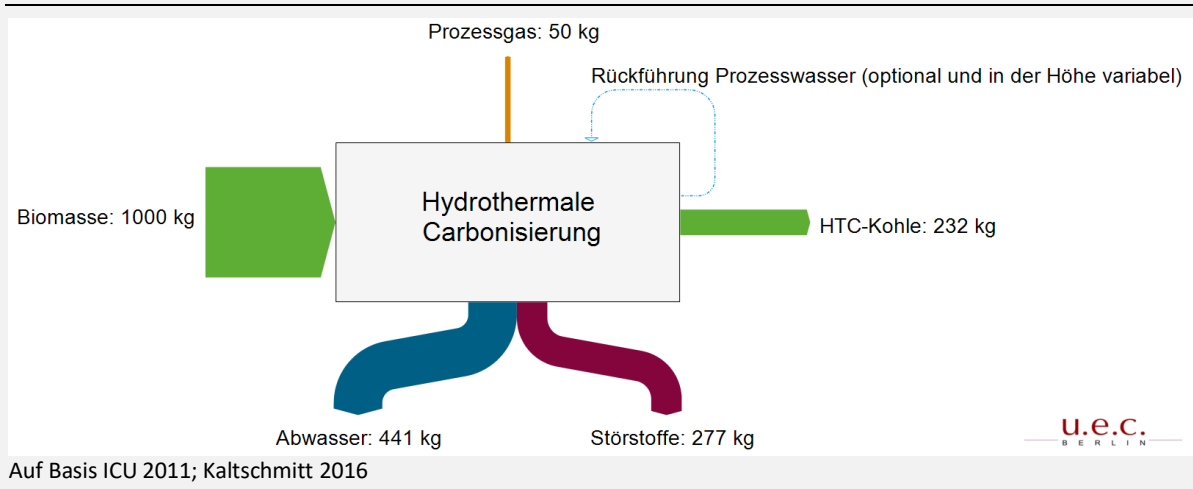 Prozessgas: 50 kg
Rückführung Prozesswasser (optional und in der Höhe variabel)
Hydrothermale
Carbonisierung
Biomasse: 1000 kg
HTC-Kohle: 232 kg
Abwasser: 441 kg
Störstoffe: 277 kg
u.e.c.
BERLIN
Auf Basis ICU 2011; Kaltschmitt 2016